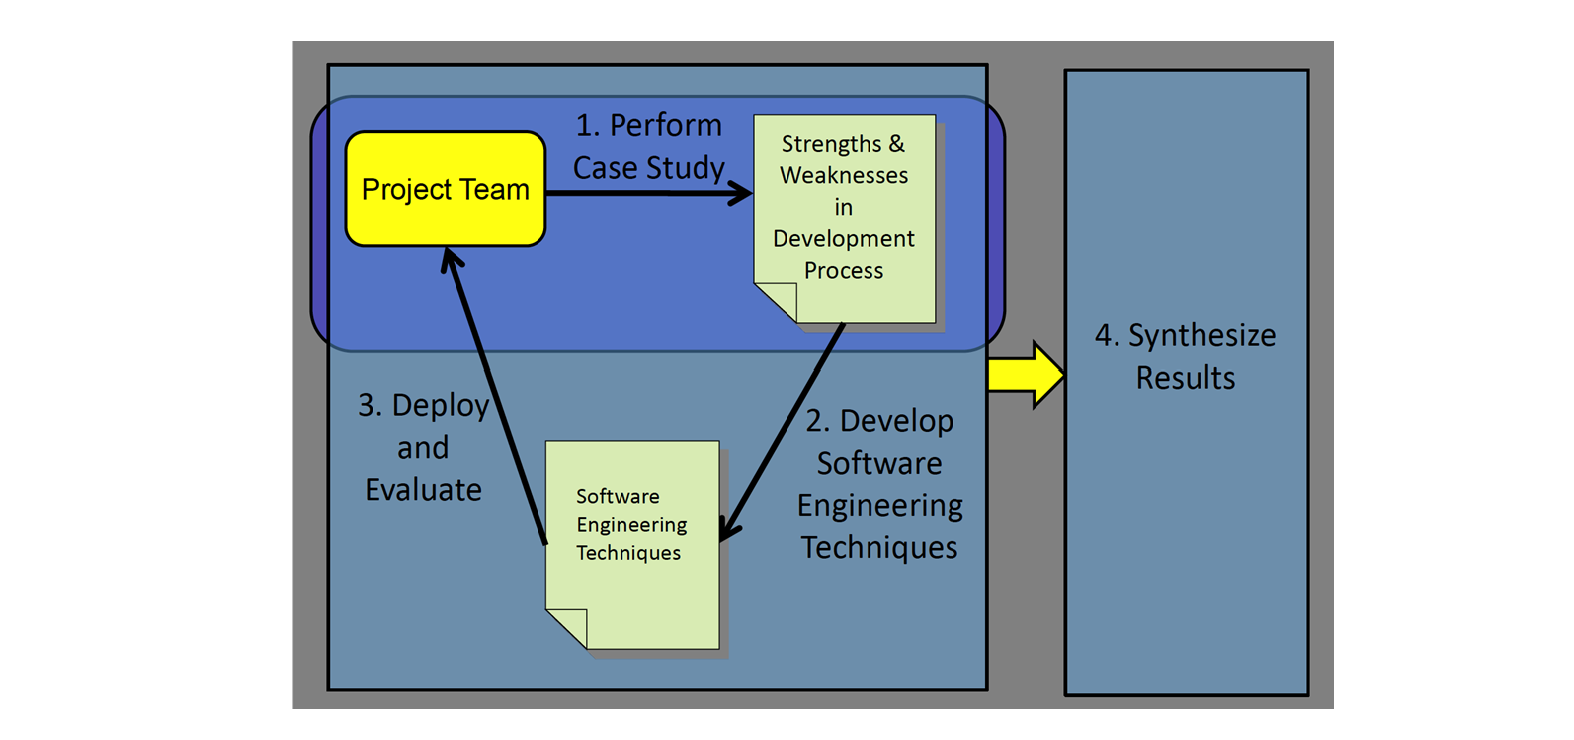 1. Perform
Case Study
Project Team
Strengths &
Weaknesses
in
Development
Process
3. Deploy
and
Evaluate
2. Develop
Software
Engineering
Techniques
Software
Engineering
Techniques
4. Synthesize
Results